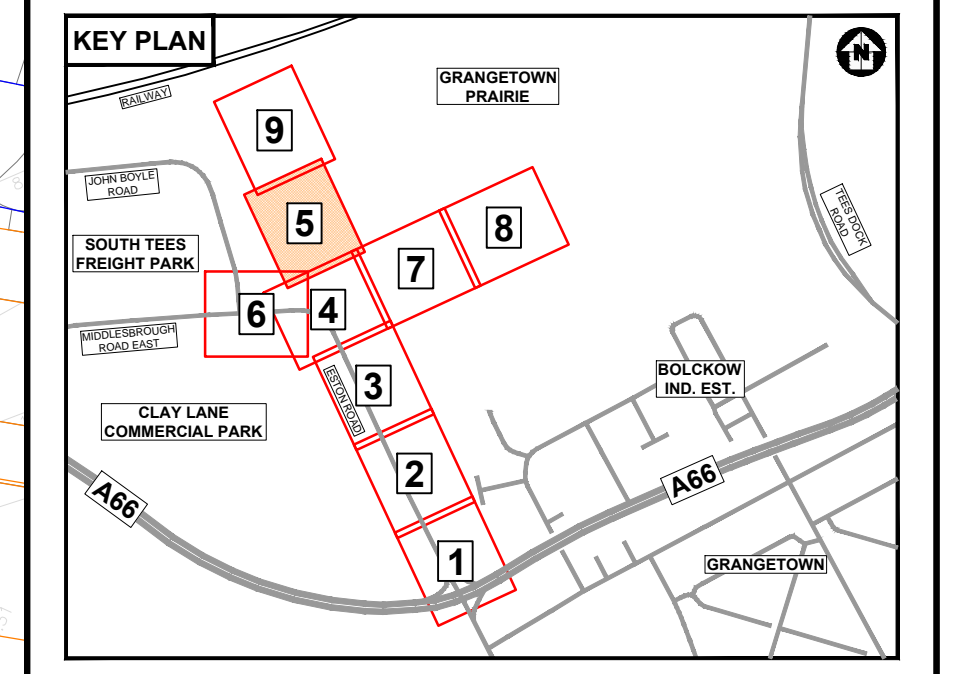 KEY PLAN
N
GRANGETOWN
PRAIRIE
RAILWAY
9
JOHN BOYLE
ROAD
5
8
TEES DOCK
ROAD
SOUTH TEES
FREIGHT PARK
7
6
4
MIDDLESBROUGH
ROAD EAST
3
ESTON ROAD
BOLCKOW
IND. EST.
CLAY LANE
COMMERCIAL PARK
2
A66
A66
1
GRANGETOWN